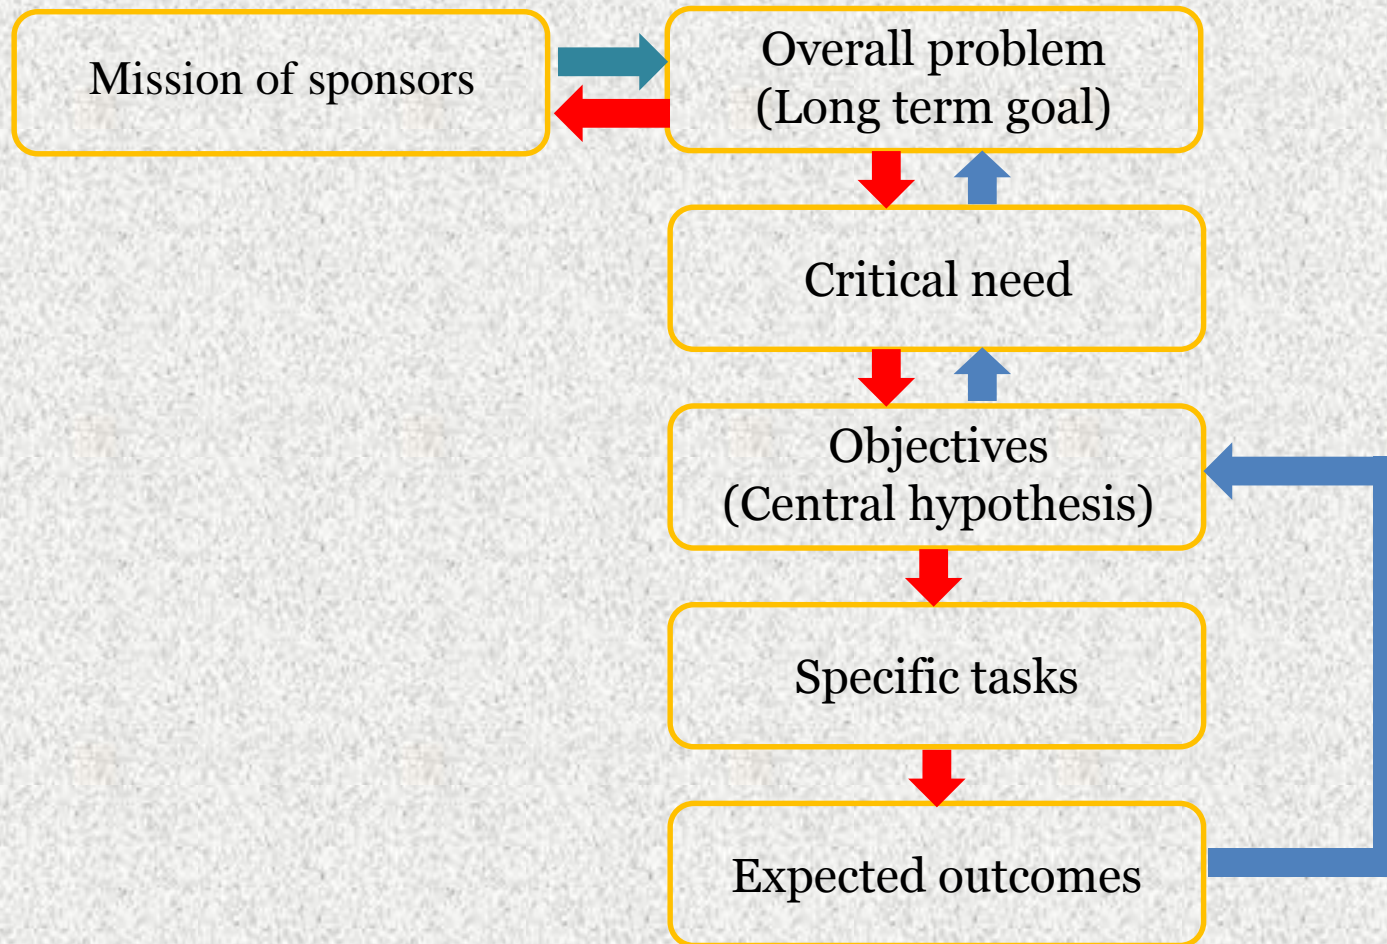 Mission of sponsors
Overall problem
(Long term goal)
Critical need
Objectives
(Central hypothesis)
Specific tasks
Expected outcomes